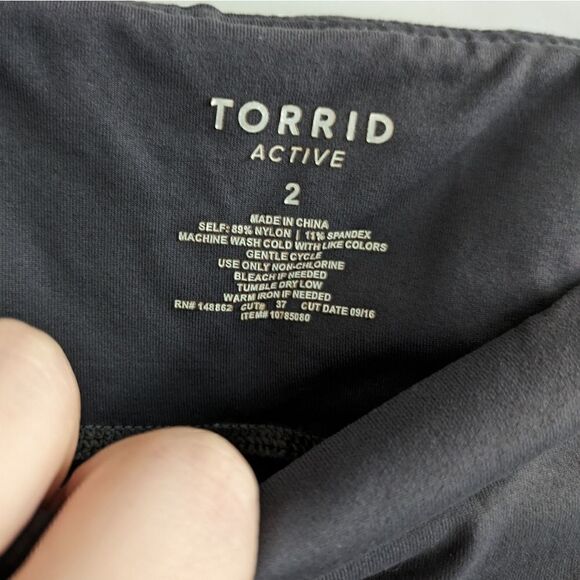 TORRID
ACTIVE
2
MADE IN CHINA
SELF: 89% NYLON | 11% SPANDEX
MACHINE WASH COLD WITH LIKE COLORS
GENTLE CYCLE
USE ONLY NON-CHLORINE
BLEACH IF NEEDED
TUMBLE DRY LOW
WARM IRON IF NEEDED
RN# 148862 CUT# 37 CUT DATE 09/16
ITEM# 10785080